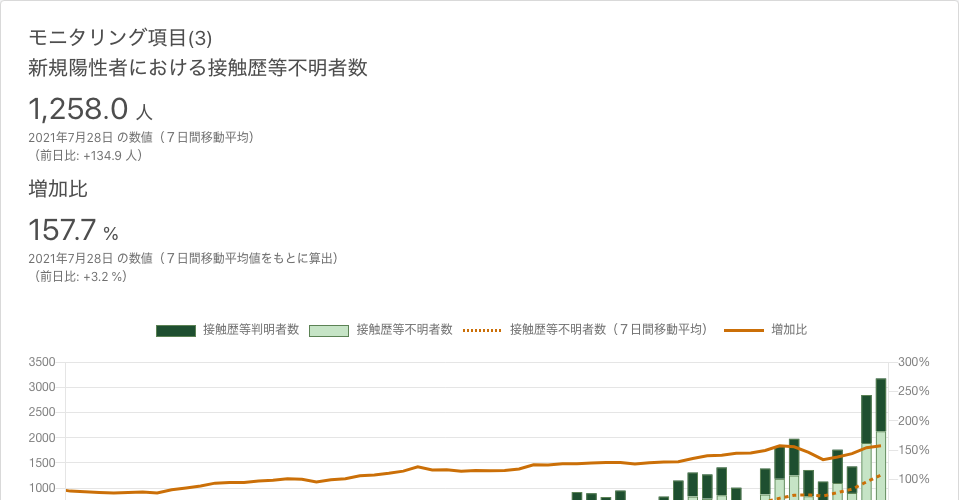 モニタリング項目(3)
新規陽性者における接触歴等不明者数
1,258.0 人
2021年7月28日 の数値（７日間移動平均）
（前日比: +134.9 人）
増加比
157.7 %
2021年7月28日 の数値（７日間移動平均値をもとに算出）
（前日比: +3.2 %）
接触歴等判明者数 接触歴等不明者数 接触歴等不明者数（７日間移動平均） 増加比
3500 300%
3000 250%
2500 200%
2000 150%
1500 100%
1000